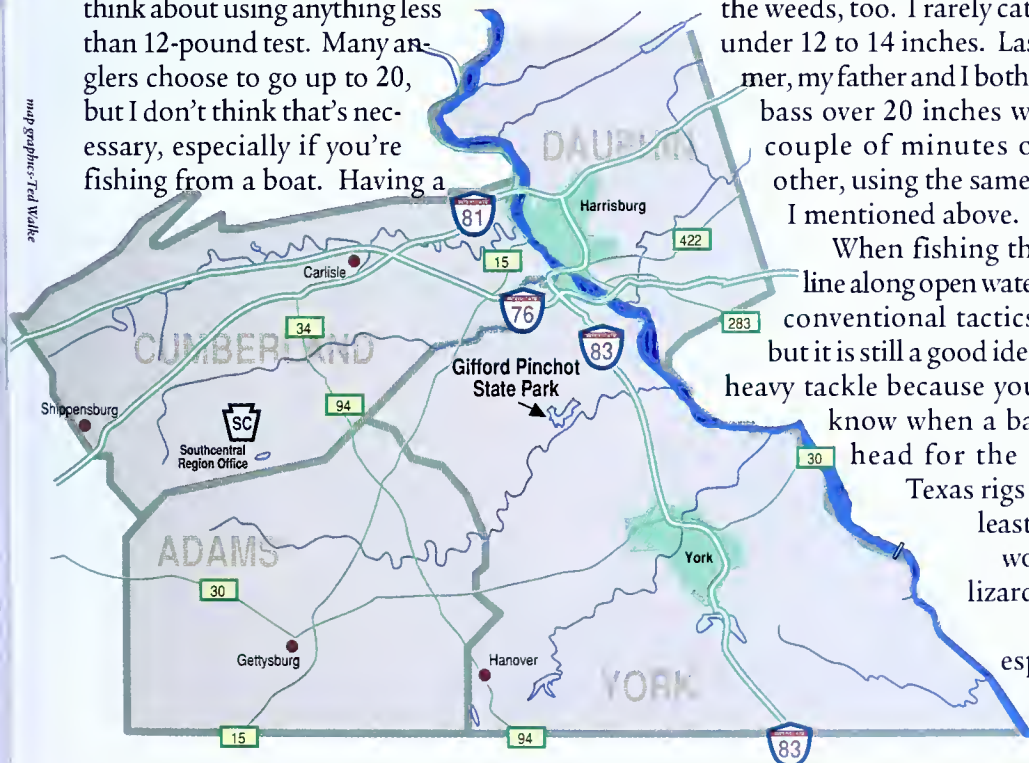 think about using anything less
than 12-pound test. Many an-
glers choose to go up to 20,
but I don't think that's nec-
essary, especially if you're
fishing from a boat. Having a
map graphics-Ted Walke
the weeds, too. I rarely cat
under 12 to 14 inches. Las
mer, my father and I both
bass over 20 inches w
couple of minutes o
other, using the same
I mentioned above.
When fishing th
line along open wate
conventional tactics
but it is still a good ide
heavy tackle because you
know when a ba
head for the
Texas rigs
least
wo
lizard
esp
DAUPHIN
81
Harrisburg
422
15
Carlisle
76
283
34
83
CUMBERLAND
Gifford Pinchot
State Park
94
Shippensburg
SC
Southcentral
Region Office
30
ADAMS
York
30
Gettysburg
Hanover
YORK
15
94
83